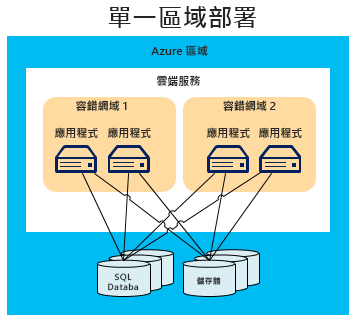 單一區域部署
Azure 區域
雲端服務
容錯網域 1
容錯網域 2
應用程式
應用程式
應用程式
應用程式
SQL
Databa
儲存體